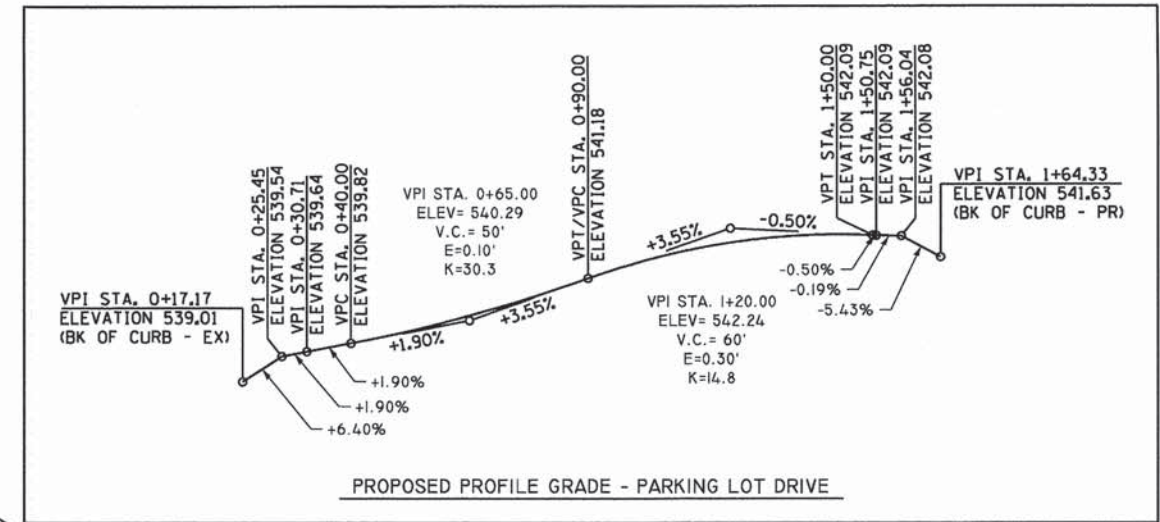 VPI STA. 0+17.17
ELEVATION 539.01
(BK OF CURB - EX)
VPI STA. 0+25.45
ELEVATION 539.54
VPI STA. 0+30.71
ELEVATION 539.64
VPC STA. 0+40.00
ELEVATION 539.82
VPI STA. 0+65.00
ELEV= 540.29
V.C.= 50'
E=0.10'
K=30.3
VPT/VPC STA. 0+90.00
ELEVATION 541.18
+3.55%
-0.50%
VPT STA. 1+50.00
ELEVATION 542.09
VPI STA. 1+50.75
ELEVATION 542.09
VPI STA. 1+56.04
ELEVATION 542.08
VPI STA. 1+64.33
ELEVATION 541.63
(BK OF CURB - PR)
-0.50%
-0.19%
-5.43%
VPI STA. 1+20.00
ELEV= 542.24
V.C.= 60'
E=0.30'
K=14.8
+1.90%
+3.55%
+1.90%
+1.90%
+6.40%
PROPOSED PROFILE GRADE - PARKING LOT DRIVE